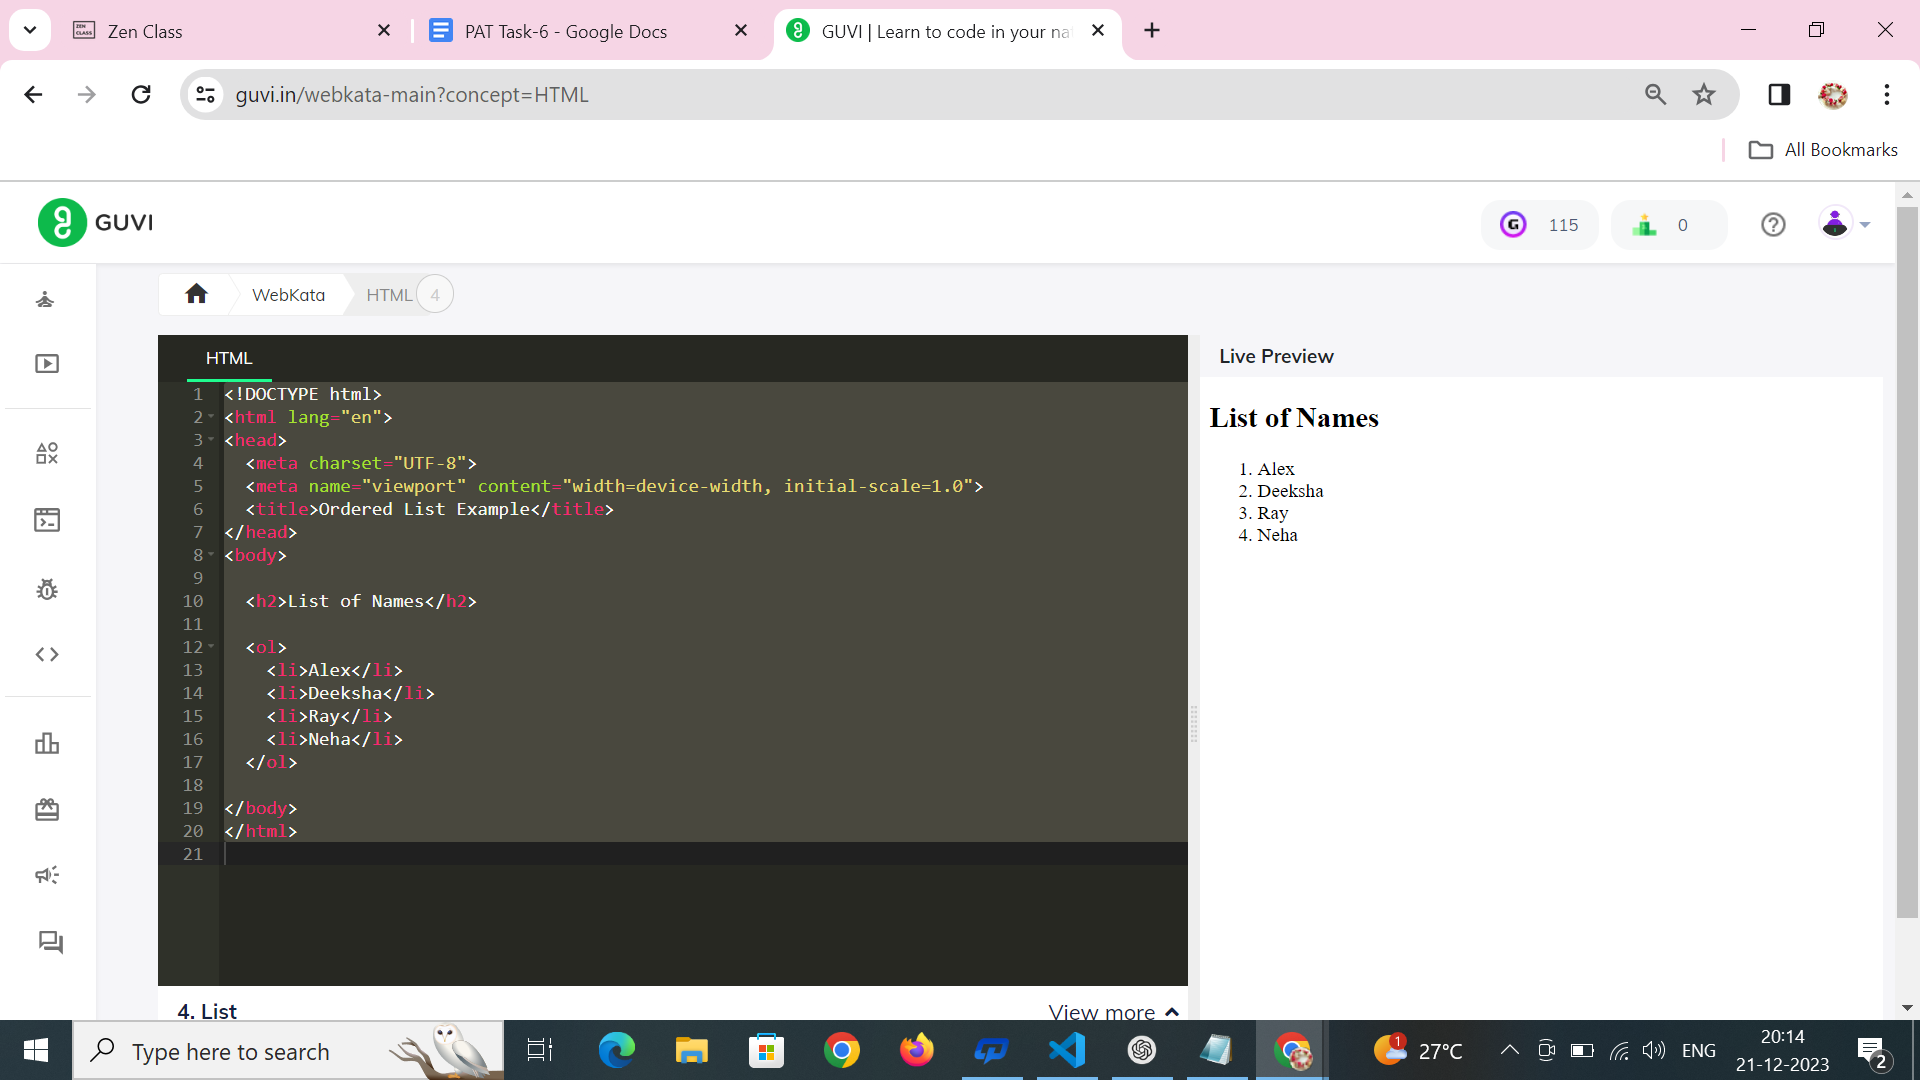 Zen Class
PAT Task-6 - Google Docs
GUVI | Learn to code in your na
guvi.in/webkata-main?concept=HTML
All Bookmarks
GUVI
G 115
0
WebKata
HTML 4
HTML
1 <!DOCTYPE html>
2 <html lang="en">
3 <head>
4 <meta charset="UTF-8">
5 <meta name="viewport" content="width=device-width, initial-scale=1.0">
6 <title>Ordered List Example</title>
7 </head>
8 <body>
9
10 <h2>List of Names</h2>
11
12 <ol>
13 <li>Alex</li>
14 <li>Deeksha</li>
15 <li>Ray</li>
16 <li>Neha</li>
17 </ol>
18
19 </body>
20 </html>
21
4. List
View more
Live Preview
List of Names
1. Alex
2. Deeksha
3. Ray
4. Neha
Type here to search
1
27°C
ENG
20:14
21-12-2023
2